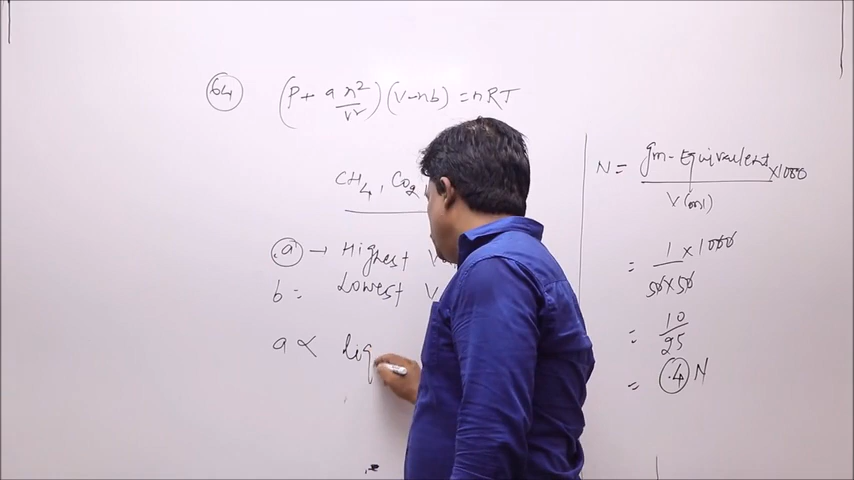 64 (P + a n²/V²) (V-nb) = nRT
CH₄, CO₂
a → Highest
b = Lowest V
a ∝ Liq
N = gm-Equivalent ×1000 / V(ml)
= 1 × 1000 / 50×50
= 10/25
= .4 N